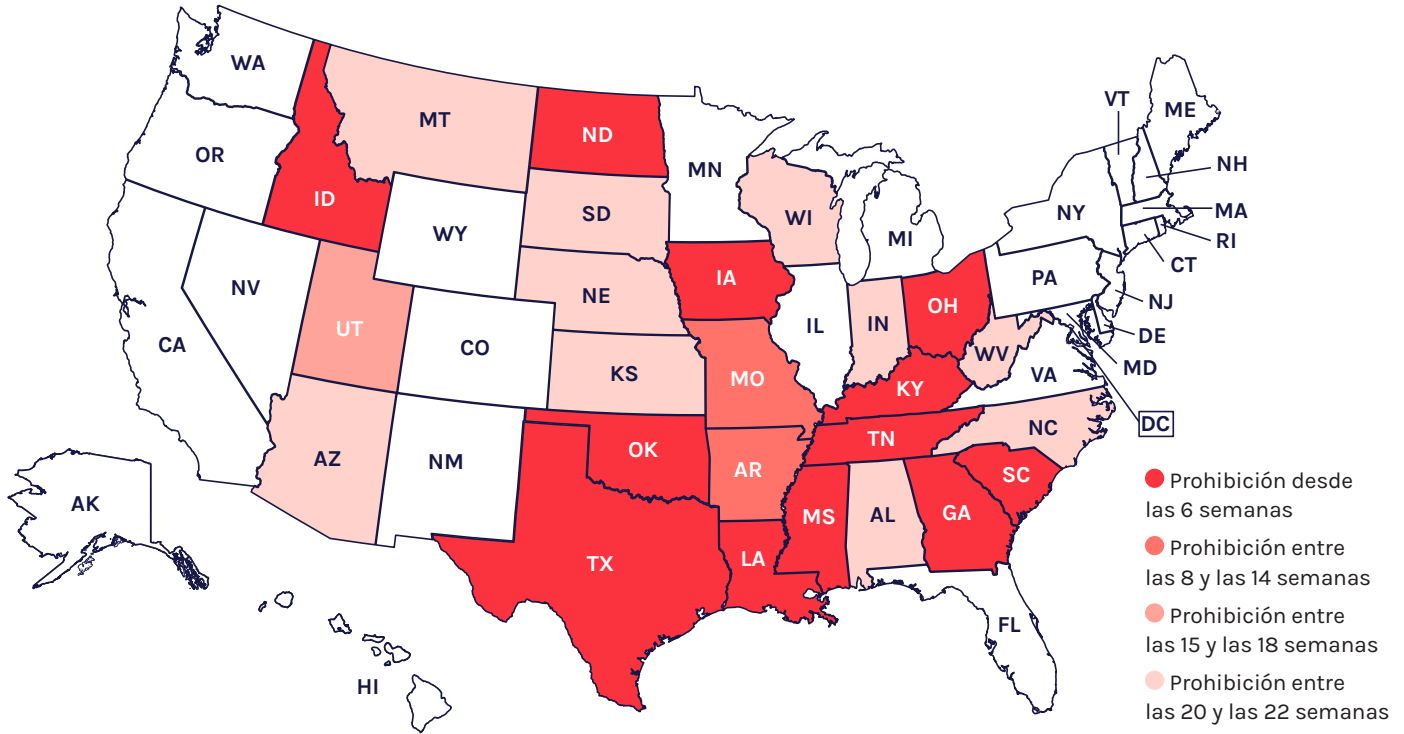 WA
OR
CA
NV
ID
MT
WY
UT
CO
AZ
NM
ND
SD
NE
KS
OK
TX
MN
IA
MO
AR
LA
WI
IL
MI
IN
OH
KY
TN
MS
AL
GA
SC
NC
WV
VA
FL
PA
NY
VT
ME
NH
MA
RI
CT
NJ
DE
MD
DC
AK
HI
Prohibición desde
las 6 semanas
Prohibición entre
las 8 y las 14 semanas
Prohibición entre
las 15 y las 18 semanas
Prohibición entre
las 20 y las 22 semanas